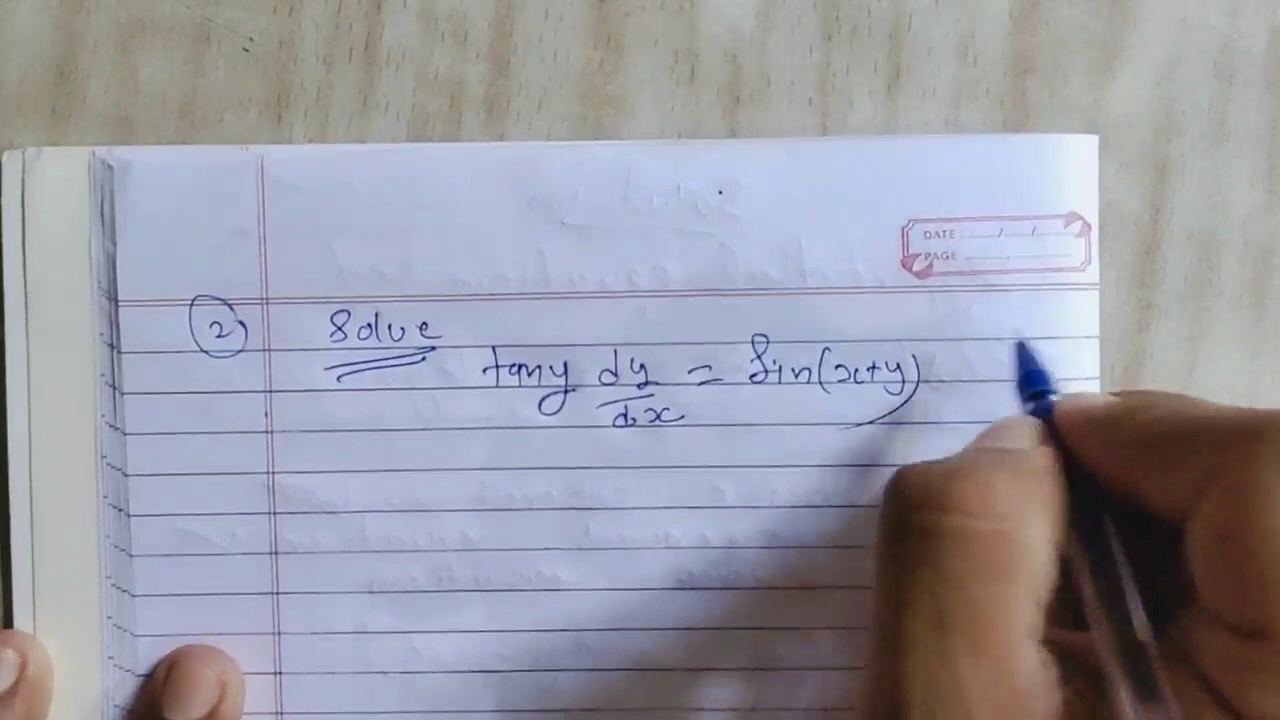 DATE : ...../...../.....
PAGE ..................
② Solve
tany dy/dx = Sin(x+y)